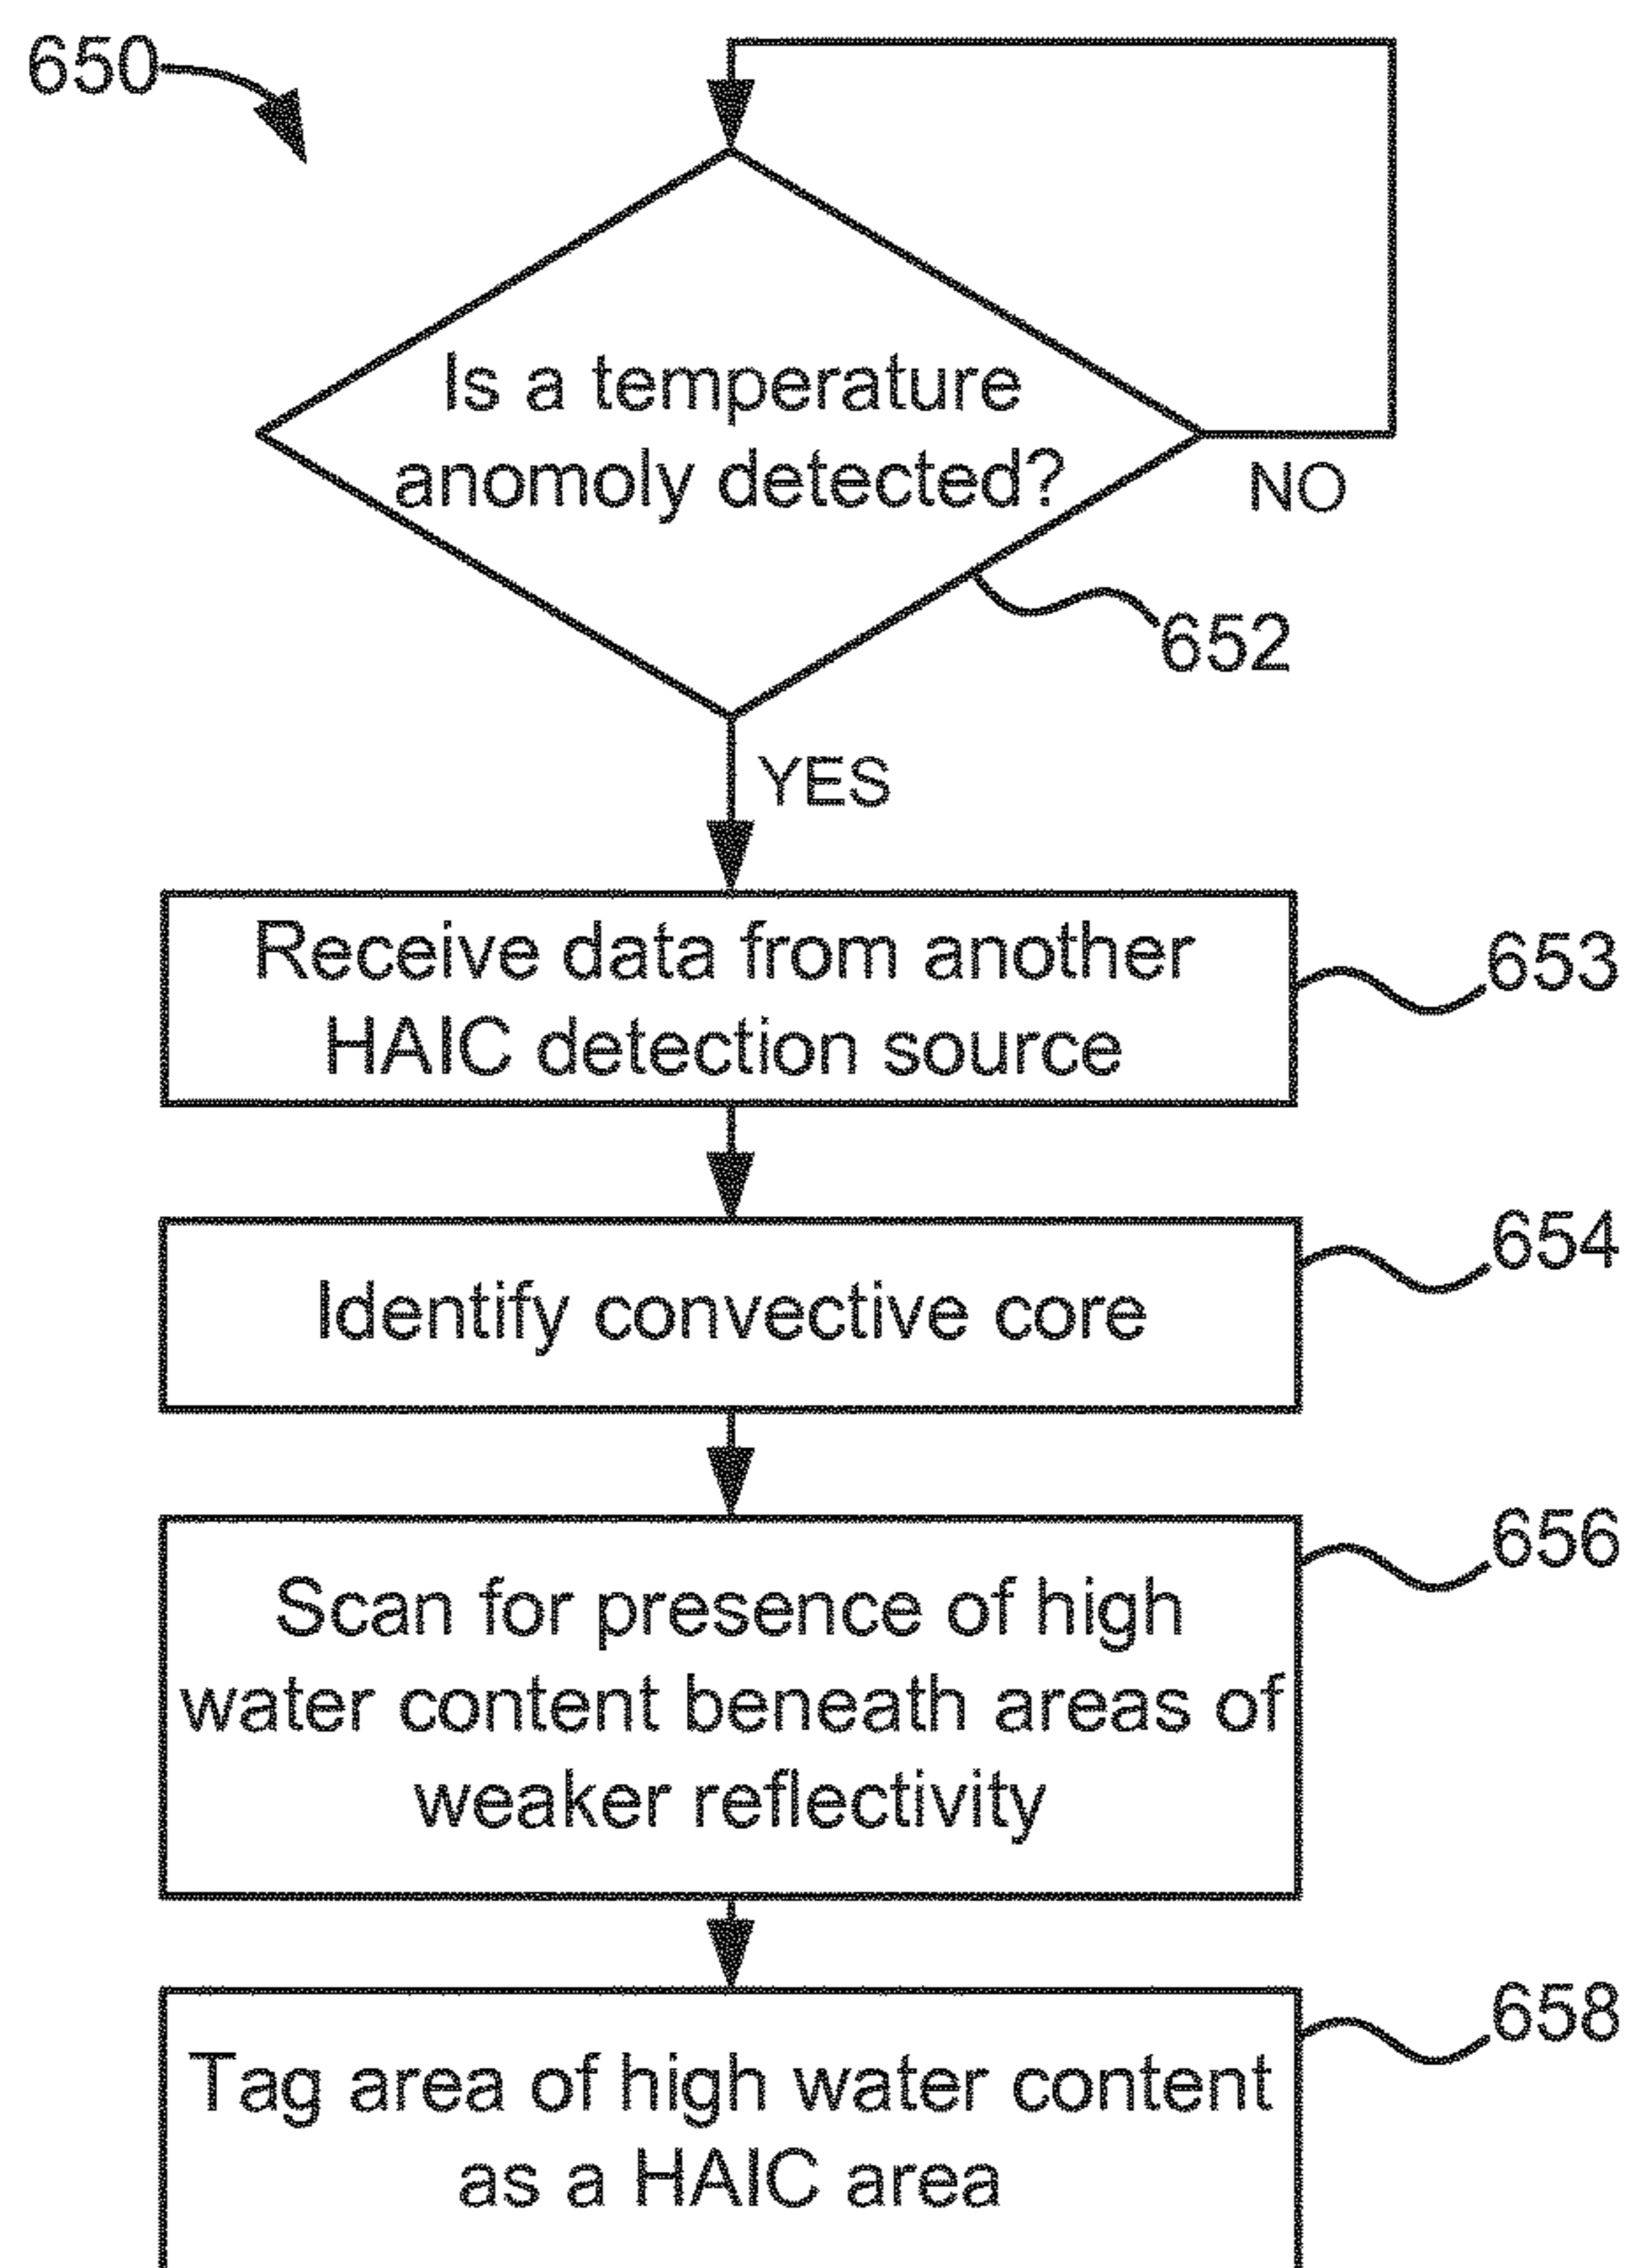 650
Is a temperature
anomoly detected?
NO
652
YES
Receive data from another
HAIC detection source
653
Identify convective core
654
Scan for presence of high
water content beneath areas of
weaker reflectivity
656
Tag area of high water content
as a HAIC area
658